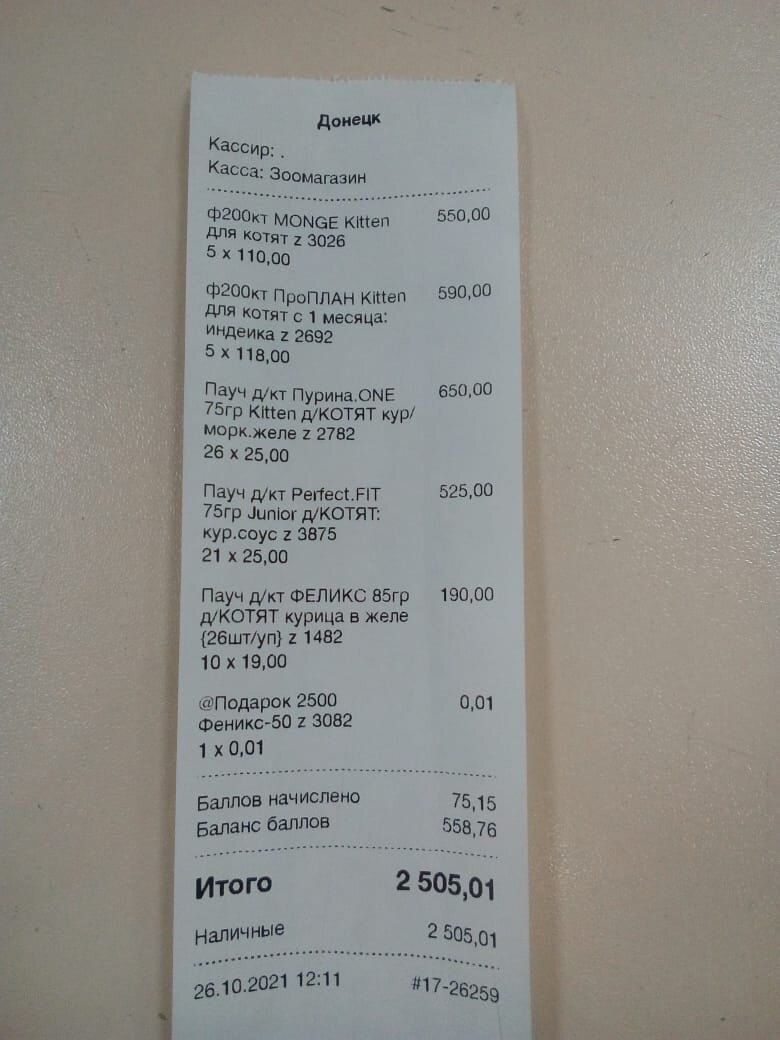 Донецк
Кассир: .
Касса: Зоомагазин
ф200кт MONGE Kitten 550,00
для котят z 3026
5 x 110,00
ф200кт ПроПЛАН Kitten 590,00
для котят с 1 месяца:
индейка z 2692
5 x 118,00
Пауч д/кт Пурина.ONE 650,00
75гр Kitten д/КОТЯТ кур/
морк.желе z 2782
26 x 25,00
Пауч д/кт Perfect.FIT 525,00
75гр Junior д/КОТЯТ:
кур.соус z 3875
21 x 25,00
Пауч д/кт ФЕЛИКС 85гр 190,00
д/КОТЯТ курица в желе
{26шт/уп} z 1482
10 x 19,00
@Подарок 2500 0,01
Феникс-50 z 3082
1 x 0,01
Баллов начислено 75,15
Баланс баллов 558,76
Итого 2 505,01
Наличные 2 505,01
26.10.2021 12:11 #17-26259